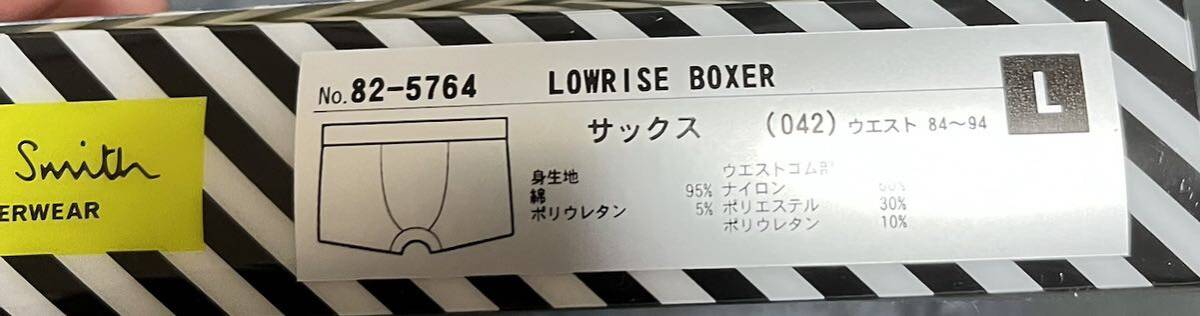 Smith
ERWEAR
No. 82-5764 LOWRISE BOXER
L
サックス (042) ウエスト 84〜94
身生地
綿 95%
ポリウレタン 5%
ウエストゴム部
ナイロン 60%
ポリエステル 30%
ポリウレタン 10%